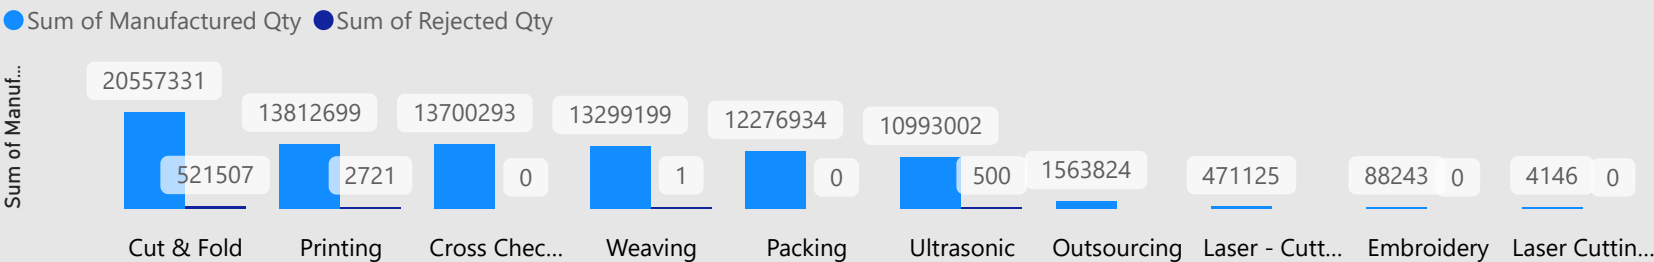 Sum of Manufactured Qty Sum of Rejected Qty
Sum of Manuf...
20557331
521507
13812699
2721
13700293
0
13299199
1
12276934
0
10993002
500
1563824
471125
88243
0
4146
0
Cut & Fold
Printing
Cross Chec...
Weaving
Packing
Ultrasonic
Outsourcing
Laser - Cutt...
Embroidery
Laser Cuttin...